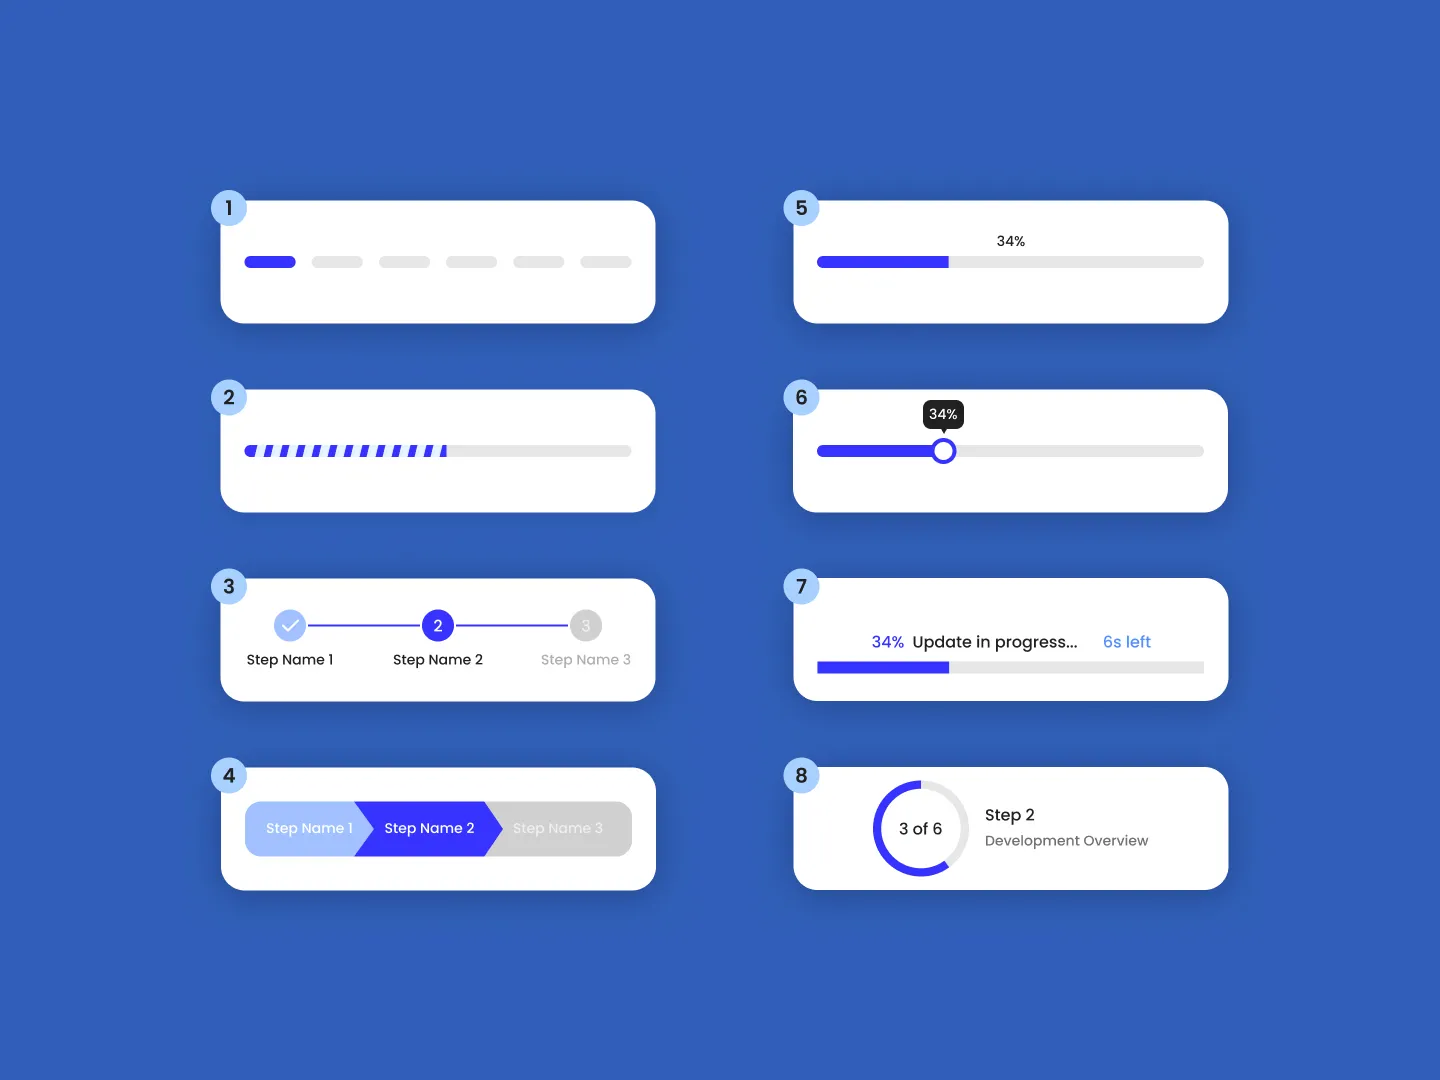 1
2
3
2
3
Step Name 1
Step Name 2
Step Name 3
4
Step Name 1
Step Name 2
Step Name 3
5
34%
6
34%
7
34% Update in progress... 6s left
8
3 of 6
Step 2
Development Overview